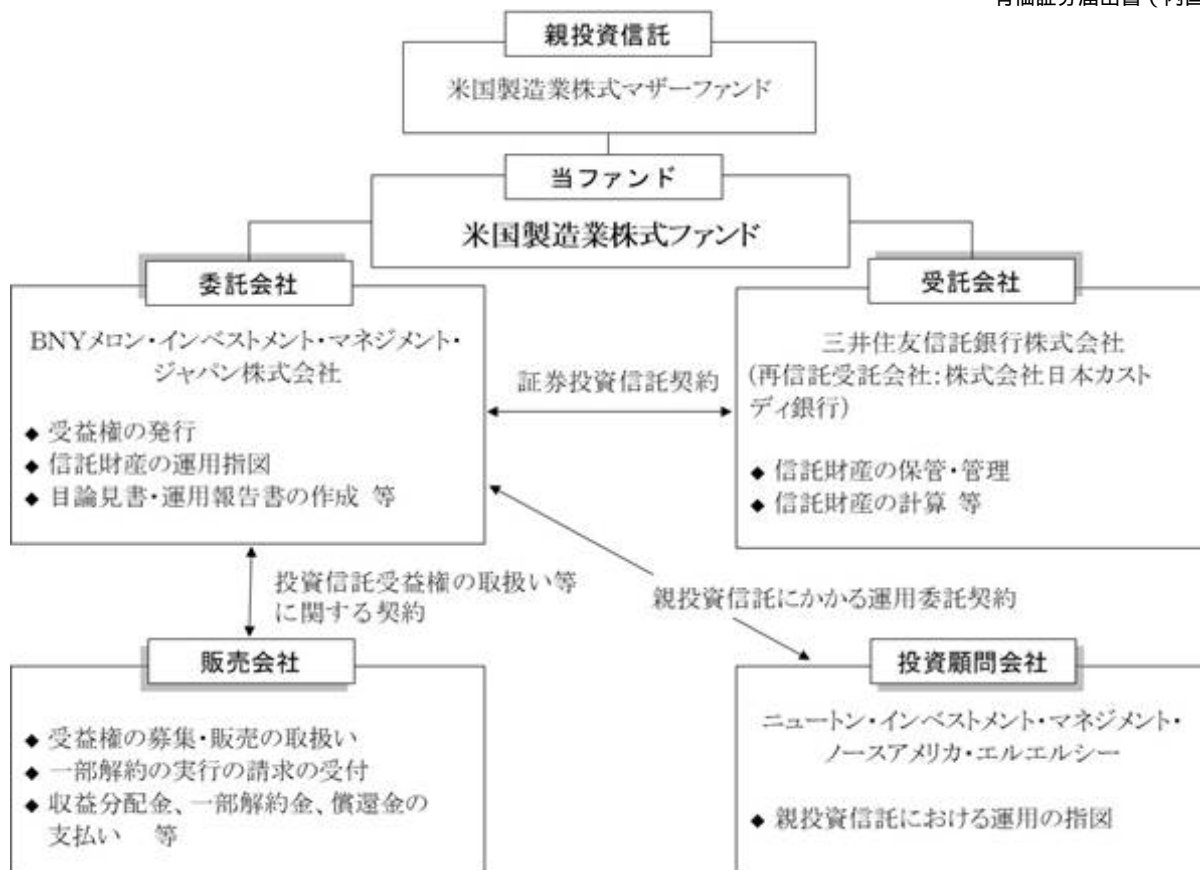 有価証券届出書（内国
親投資信託
米国製造業株式マザーファンド
当ファンド
米国製造業株式ファンド
委託会社
BNYメロン・インベストメント・マネジメント・
ジャパン株式会社
◆ 受益権の発行
◆ 信託財産の運用指図
◆ 目論見書・運用報告書の作成 等
証券投資信託契約
受託会社
三井住友信託銀行株式会社
(再信託受託会社:株式会社日本カスト
ディ銀行)
◆ 信託財産の保管・管理
◆ 信託財産の計算 等
投資信託受益権の取扱い等
に関する契約
親投資信託にかかる運用委託契約
販売会社
◆ 受益権の募集・販売の取扱い
◆ 一部解約の実行の請求の受付
◆ 収益分配金、一部解約金、償還金の
支払い 等
投資顧問会社
ニュートン・インベストメント・マネジメント・
ノースアメリカ・エルエルシー
◆ 親投資信託における運用の指図